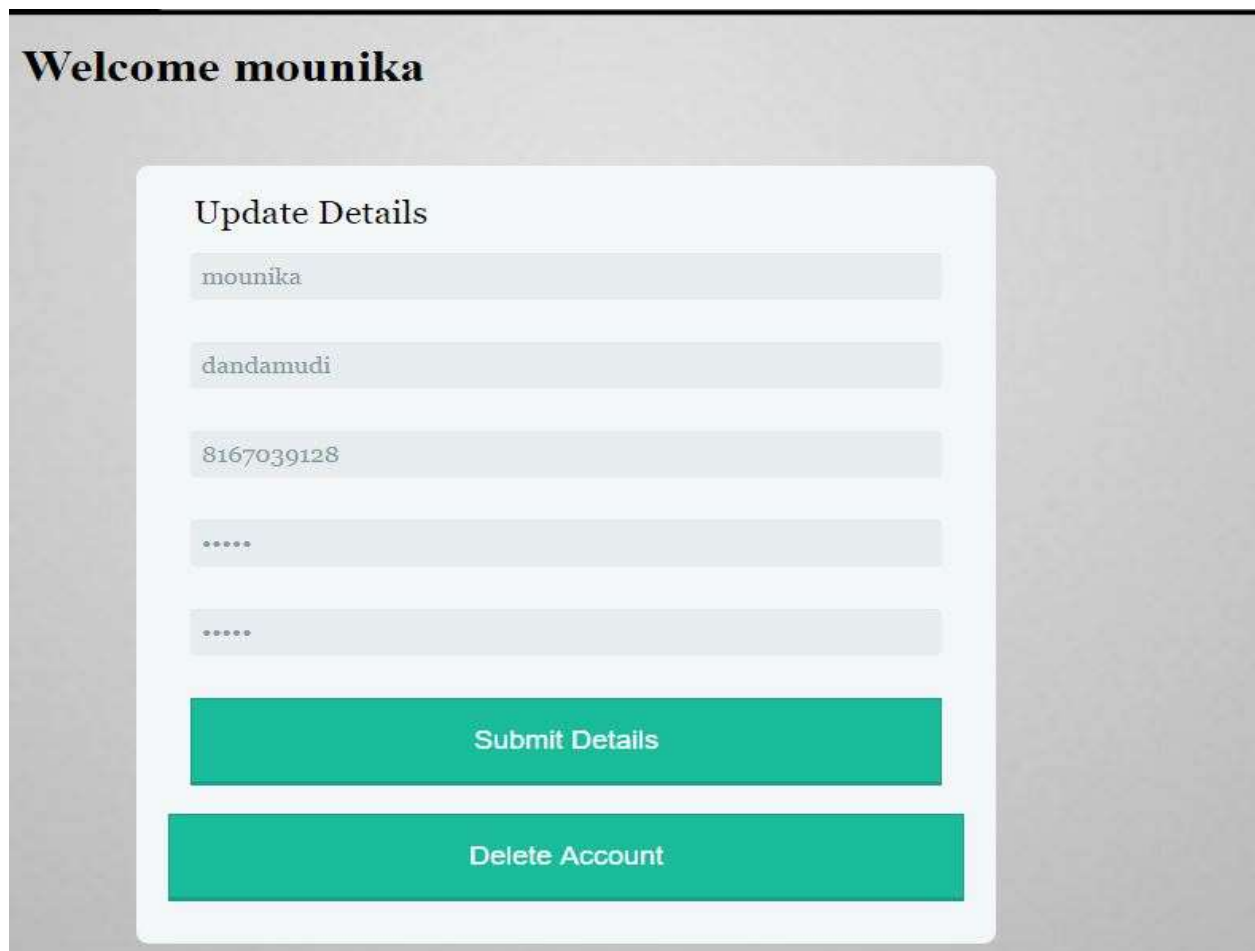 Welcome mounika
Update Details
mounika
dandamudi
8167039128
•••••
•••••
Submit Details
Delete Account